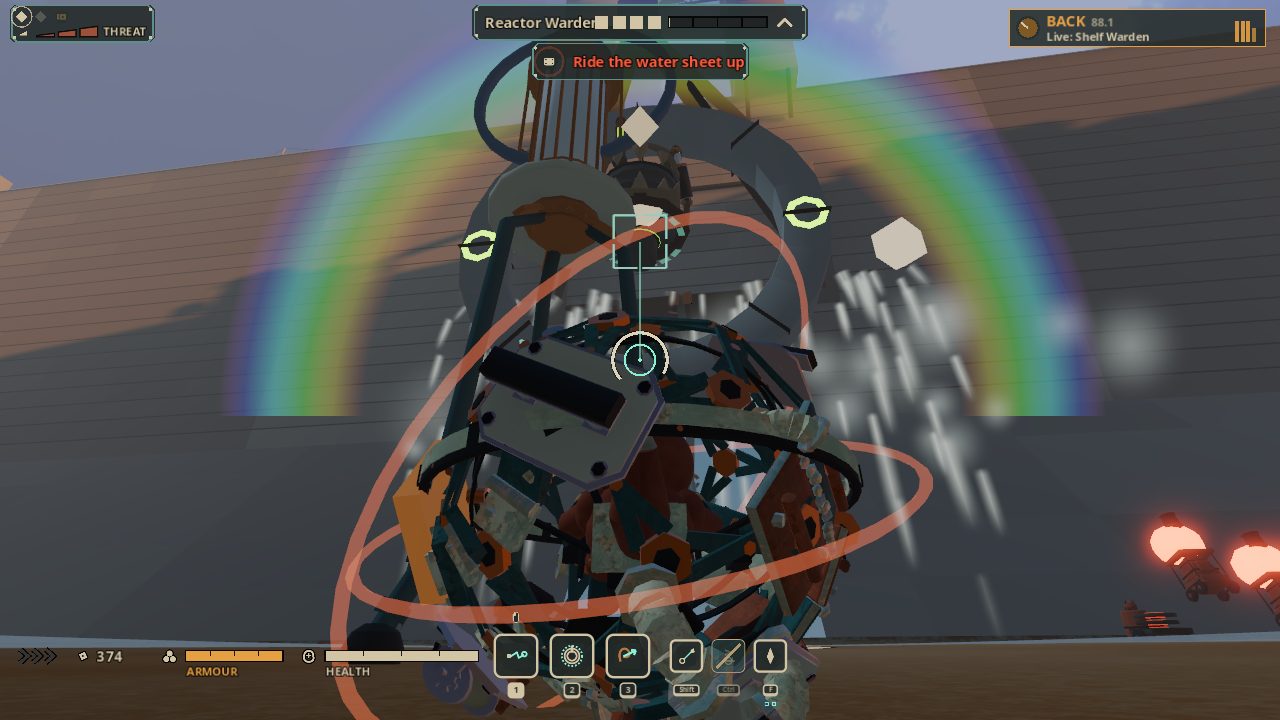 THREAT
Reactor Warden
Ride the water sheet up
BACK 88.1
Live: Shelf Warden
374
ARMOUR
HEALTH
1
2
3
Shift
Ctrl
F